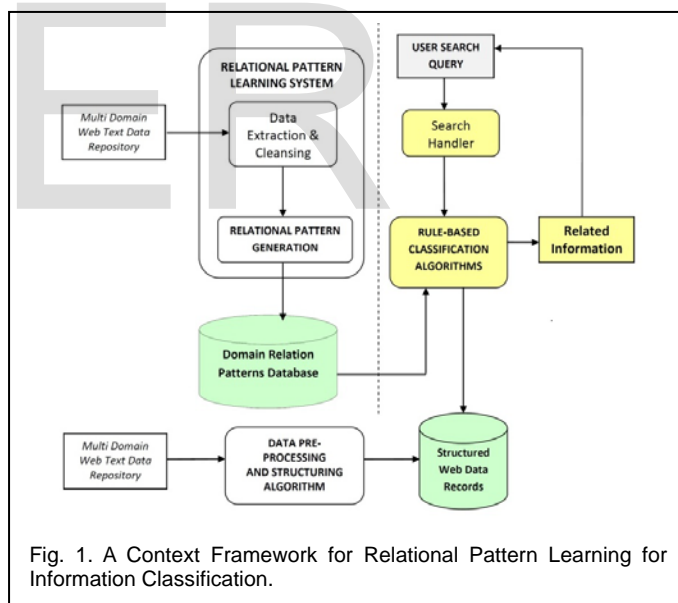 ER
RELATIONAL PATTERN
LEARNING SYSTEM
Multi Domain
Web Text Data
Repository
Data
Extraction &
Cleansing
RELATIONAL PATTERN
GENERATION
Domain Relation
Patterns Database
USER SEARCH
QUERY
Search
Handler
RULE-BASED
CLASSIFICATION
ALGORITHMS
Related
Information
Multi Domain
Web Text Data
Repository
DATA PRE-
PROCESSING
AND STRUCTURING
ALGORITHM
Structured
Web Data
Records
Fig. 1. A Context Framework for Relational Pattern Learning for
Information Classification.